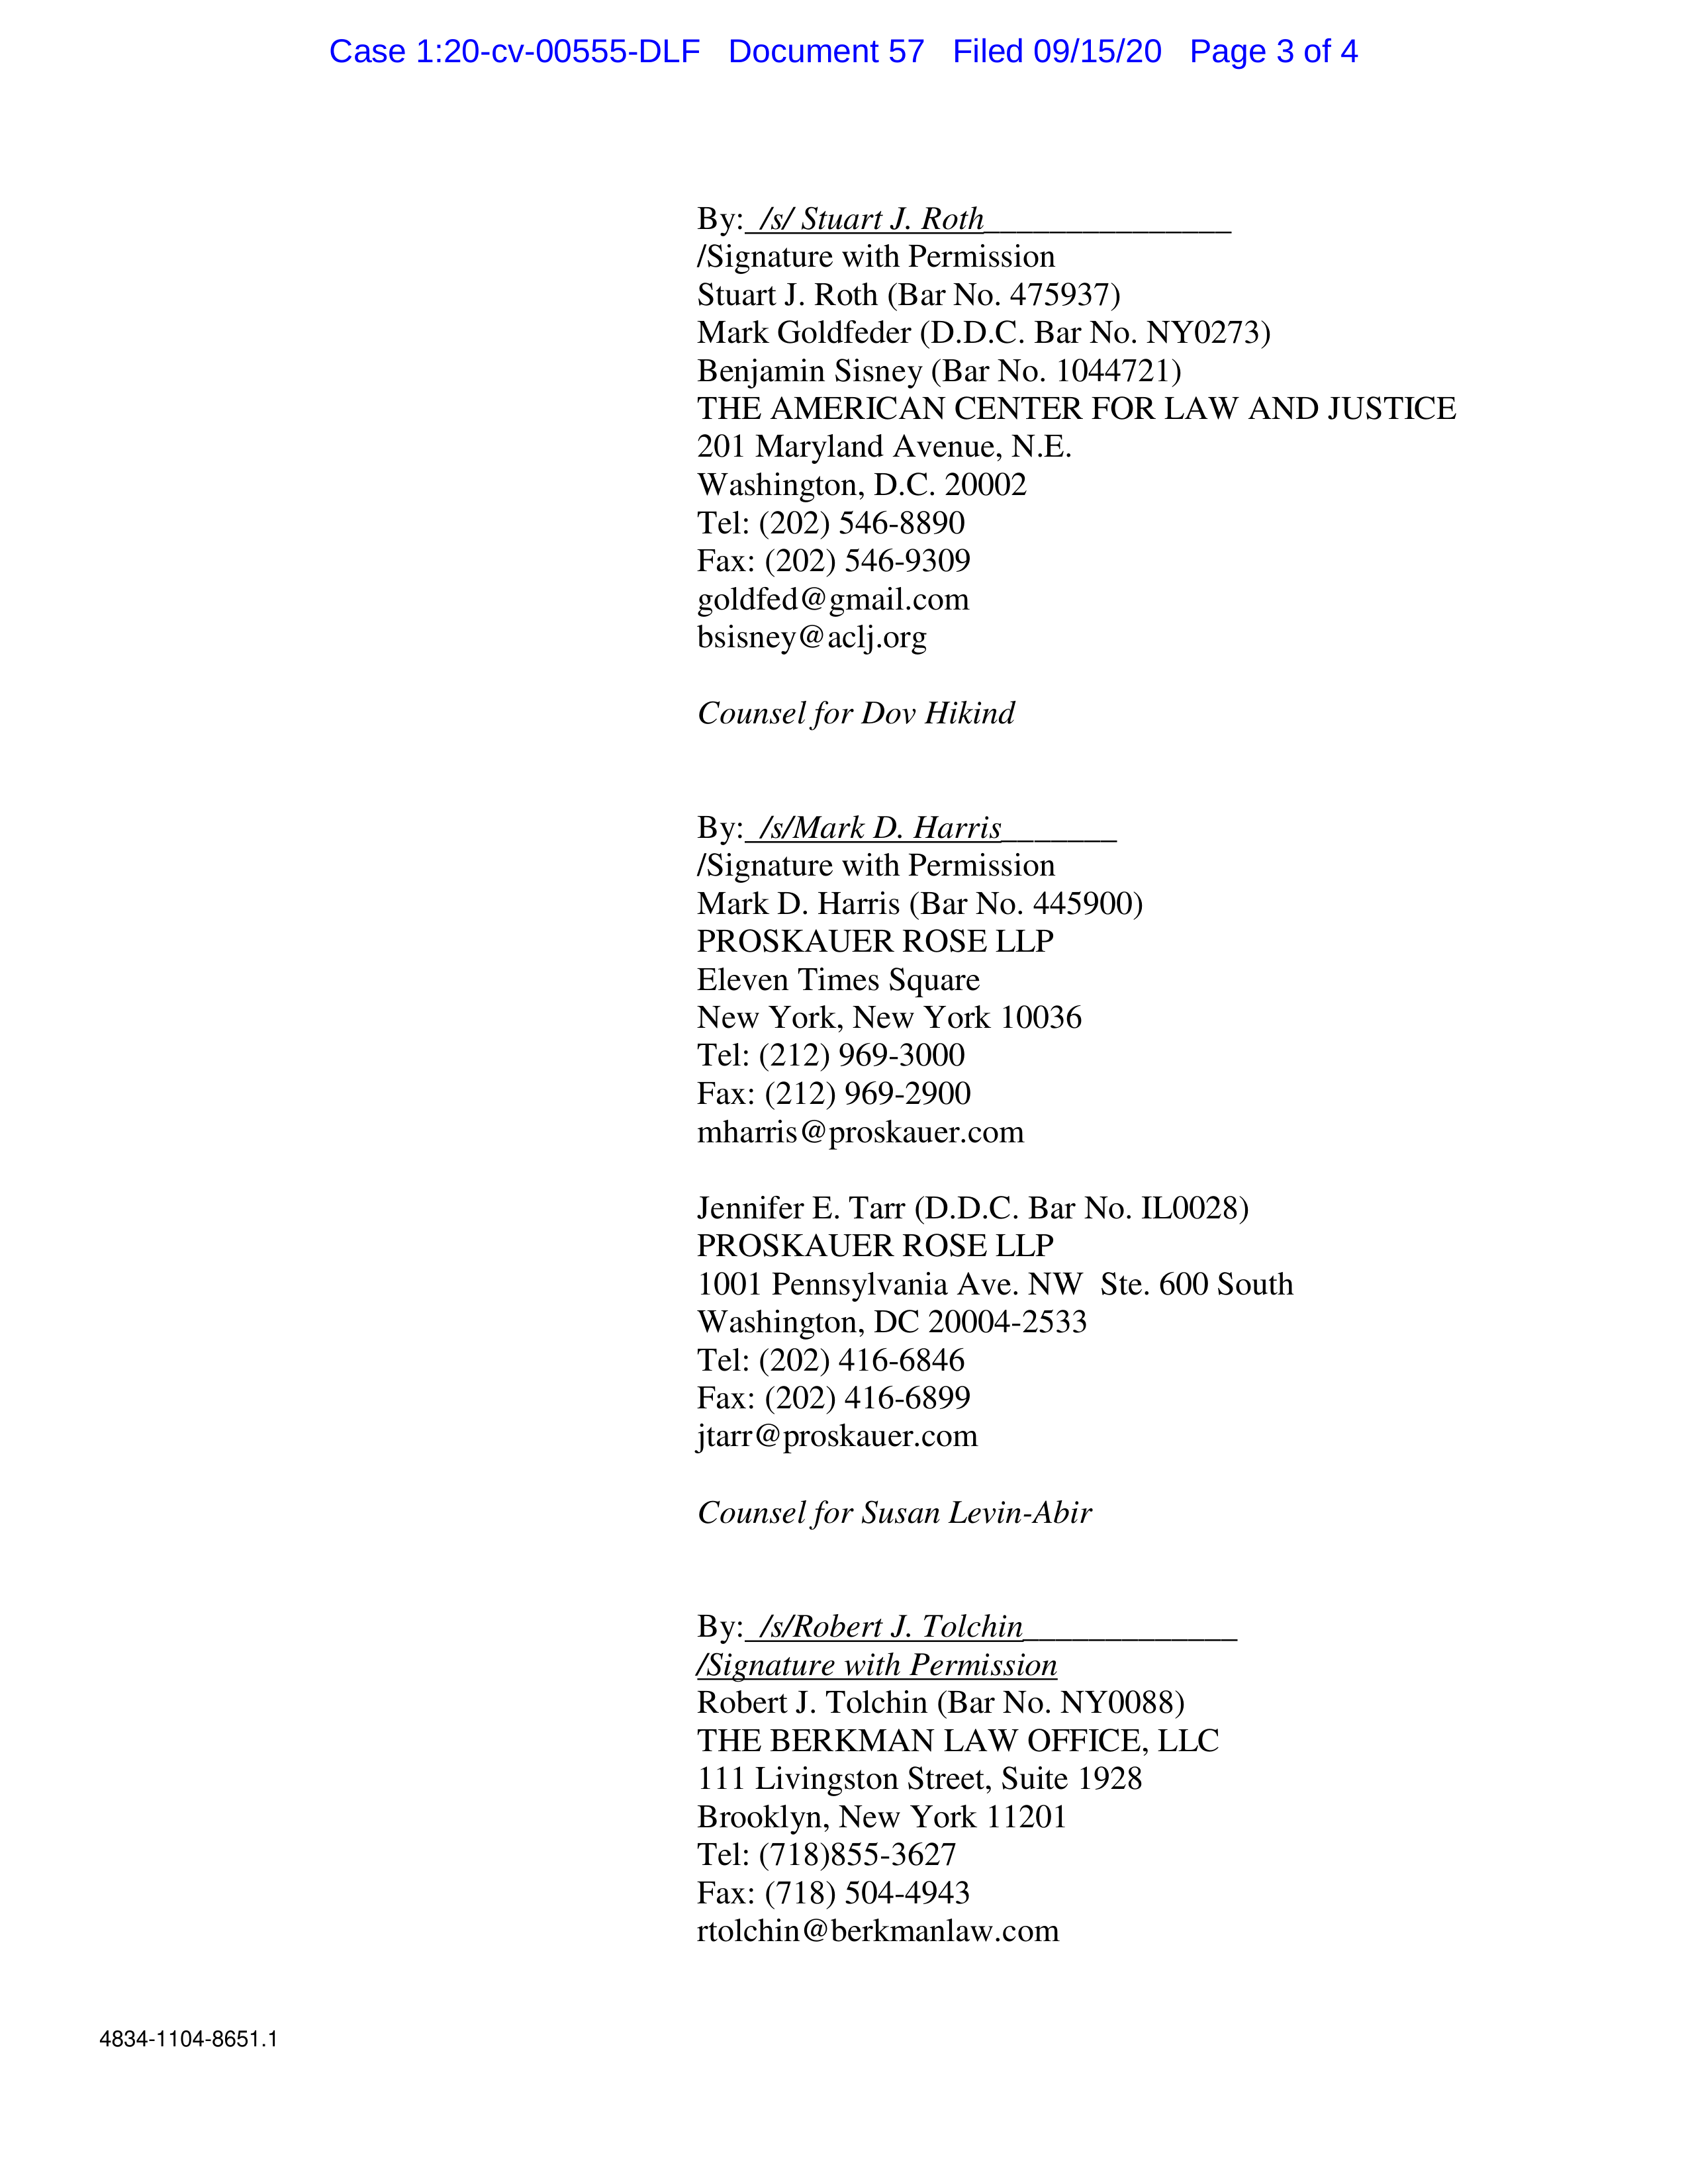 Case 1:20-cv-00555-DLF Document 57 Filed 09/15/20 Page 3 of 4
By: /s/ Stuart J. Roth_______________
/Signature with Permission
Stuart J. Roth (Bar No. 475937)
Mark Goldfeder (D.D.C. Bar No. NY0273)
Benjamin Sisney (Bar No. 1044721)
THE AMERICAN CENTER FOR LAW AND JUSTICE
201 Maryland Avenue, N.E.
Washington, D.C. 20002
Tel: (202) 546-8890
Fax: (202) 546-9309
goldfed@gmail.com
bsisney@aclj.org
Counsel for Dov Hikind
By: /s/Mark D. Harris_______
/Signature with Permission
Mark D. Harris (Bar No. 445900)
PROSKAUER ROSE LLP
Eleven Times Square
New York, New York 10036
Tel: (212) 969-3000
Fax: (212) 969-2900
mharris@proskauer.com
Jennifer E. Tarr (D.D.C. Bar No. IL0028)
PROSKAUER ROSE LLP
1001 Pennsylvania Ave. NW Ste. 600 South
Washington, DC 20004-2533
Tel: (202) 416-6846
Fax: (202) 416-6899
jtarr@proskauer.com
Counsel for Susan Levin-Abir
By: /s/Robert J. Tolchin_____________
/Signature with Permission
Robert J. Tolchin (Bar No. NY0088)
THE BERKMAN LAW OFFICE, LLC
111 Livingston Street, Suite 1928
Brooklyn, New York 11201
Tel: (718)855-3627
Fax: (718) 504-4943
rtolchin@berkmanlaw.com
4834-1104-8651.1